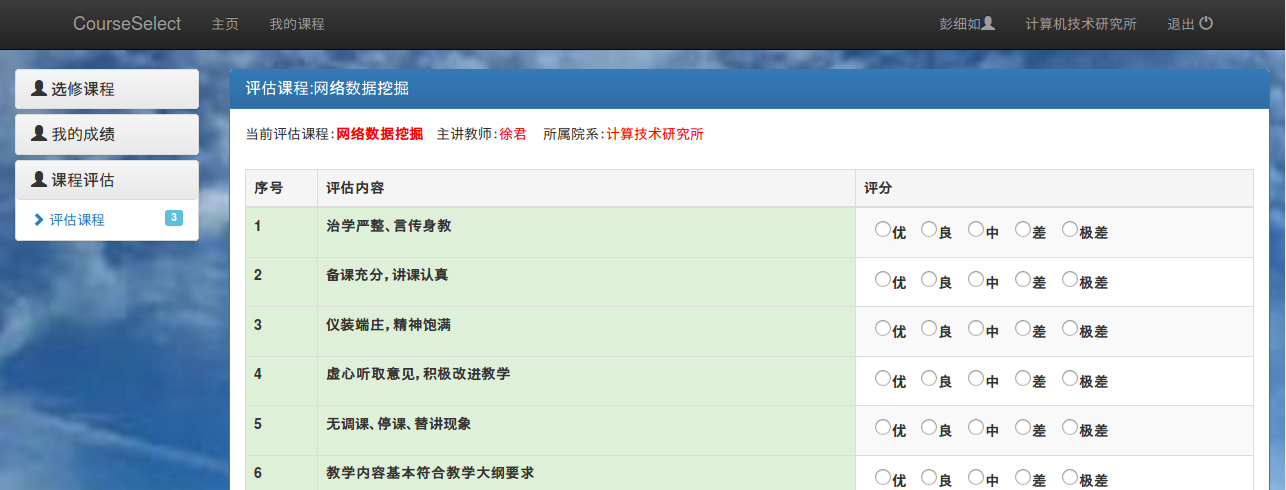 CourseSelect 主页 我的课程 彭细如 计算机技术研究所 退出
选修课程
我的成绩
课程评估
评估课程 3
评估课程:网络数据挖掘
当前评估课程:网络数据挖掘 主讲教师:徐君 所属院系:计算技术研究所
序号 评估内容 评分
1 治学严整、言传身教 优 良 中 差 极差
2 备课充分，讲课认真 优 良 中 差 极差
3 仪装端庄，精神饱满 优 良 中 差 极差
4 虚心听取意见，积极改进教学 优 良 中 差 极差
5 无调课、停课、替讲现象 优 良 中 差 极差
6 教学内容基本符合教学大纲要求 优 良 中 差 极差